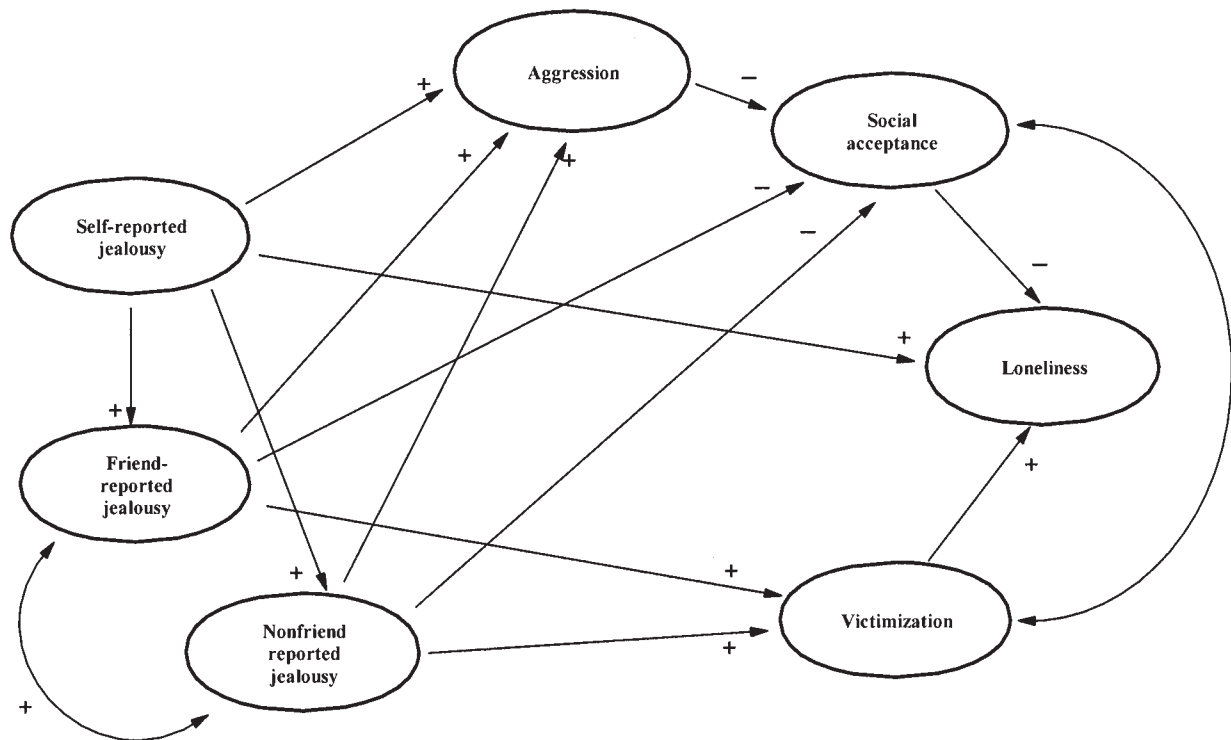 Aggression
Social
acceptance
Self-reported
jealousy
Loneliness
Friend-
reported
jealousy
Victimization
Nonfriend
reported
jealousy
+
+
+
−
−
−
−
+
+
+
+
+
+
+